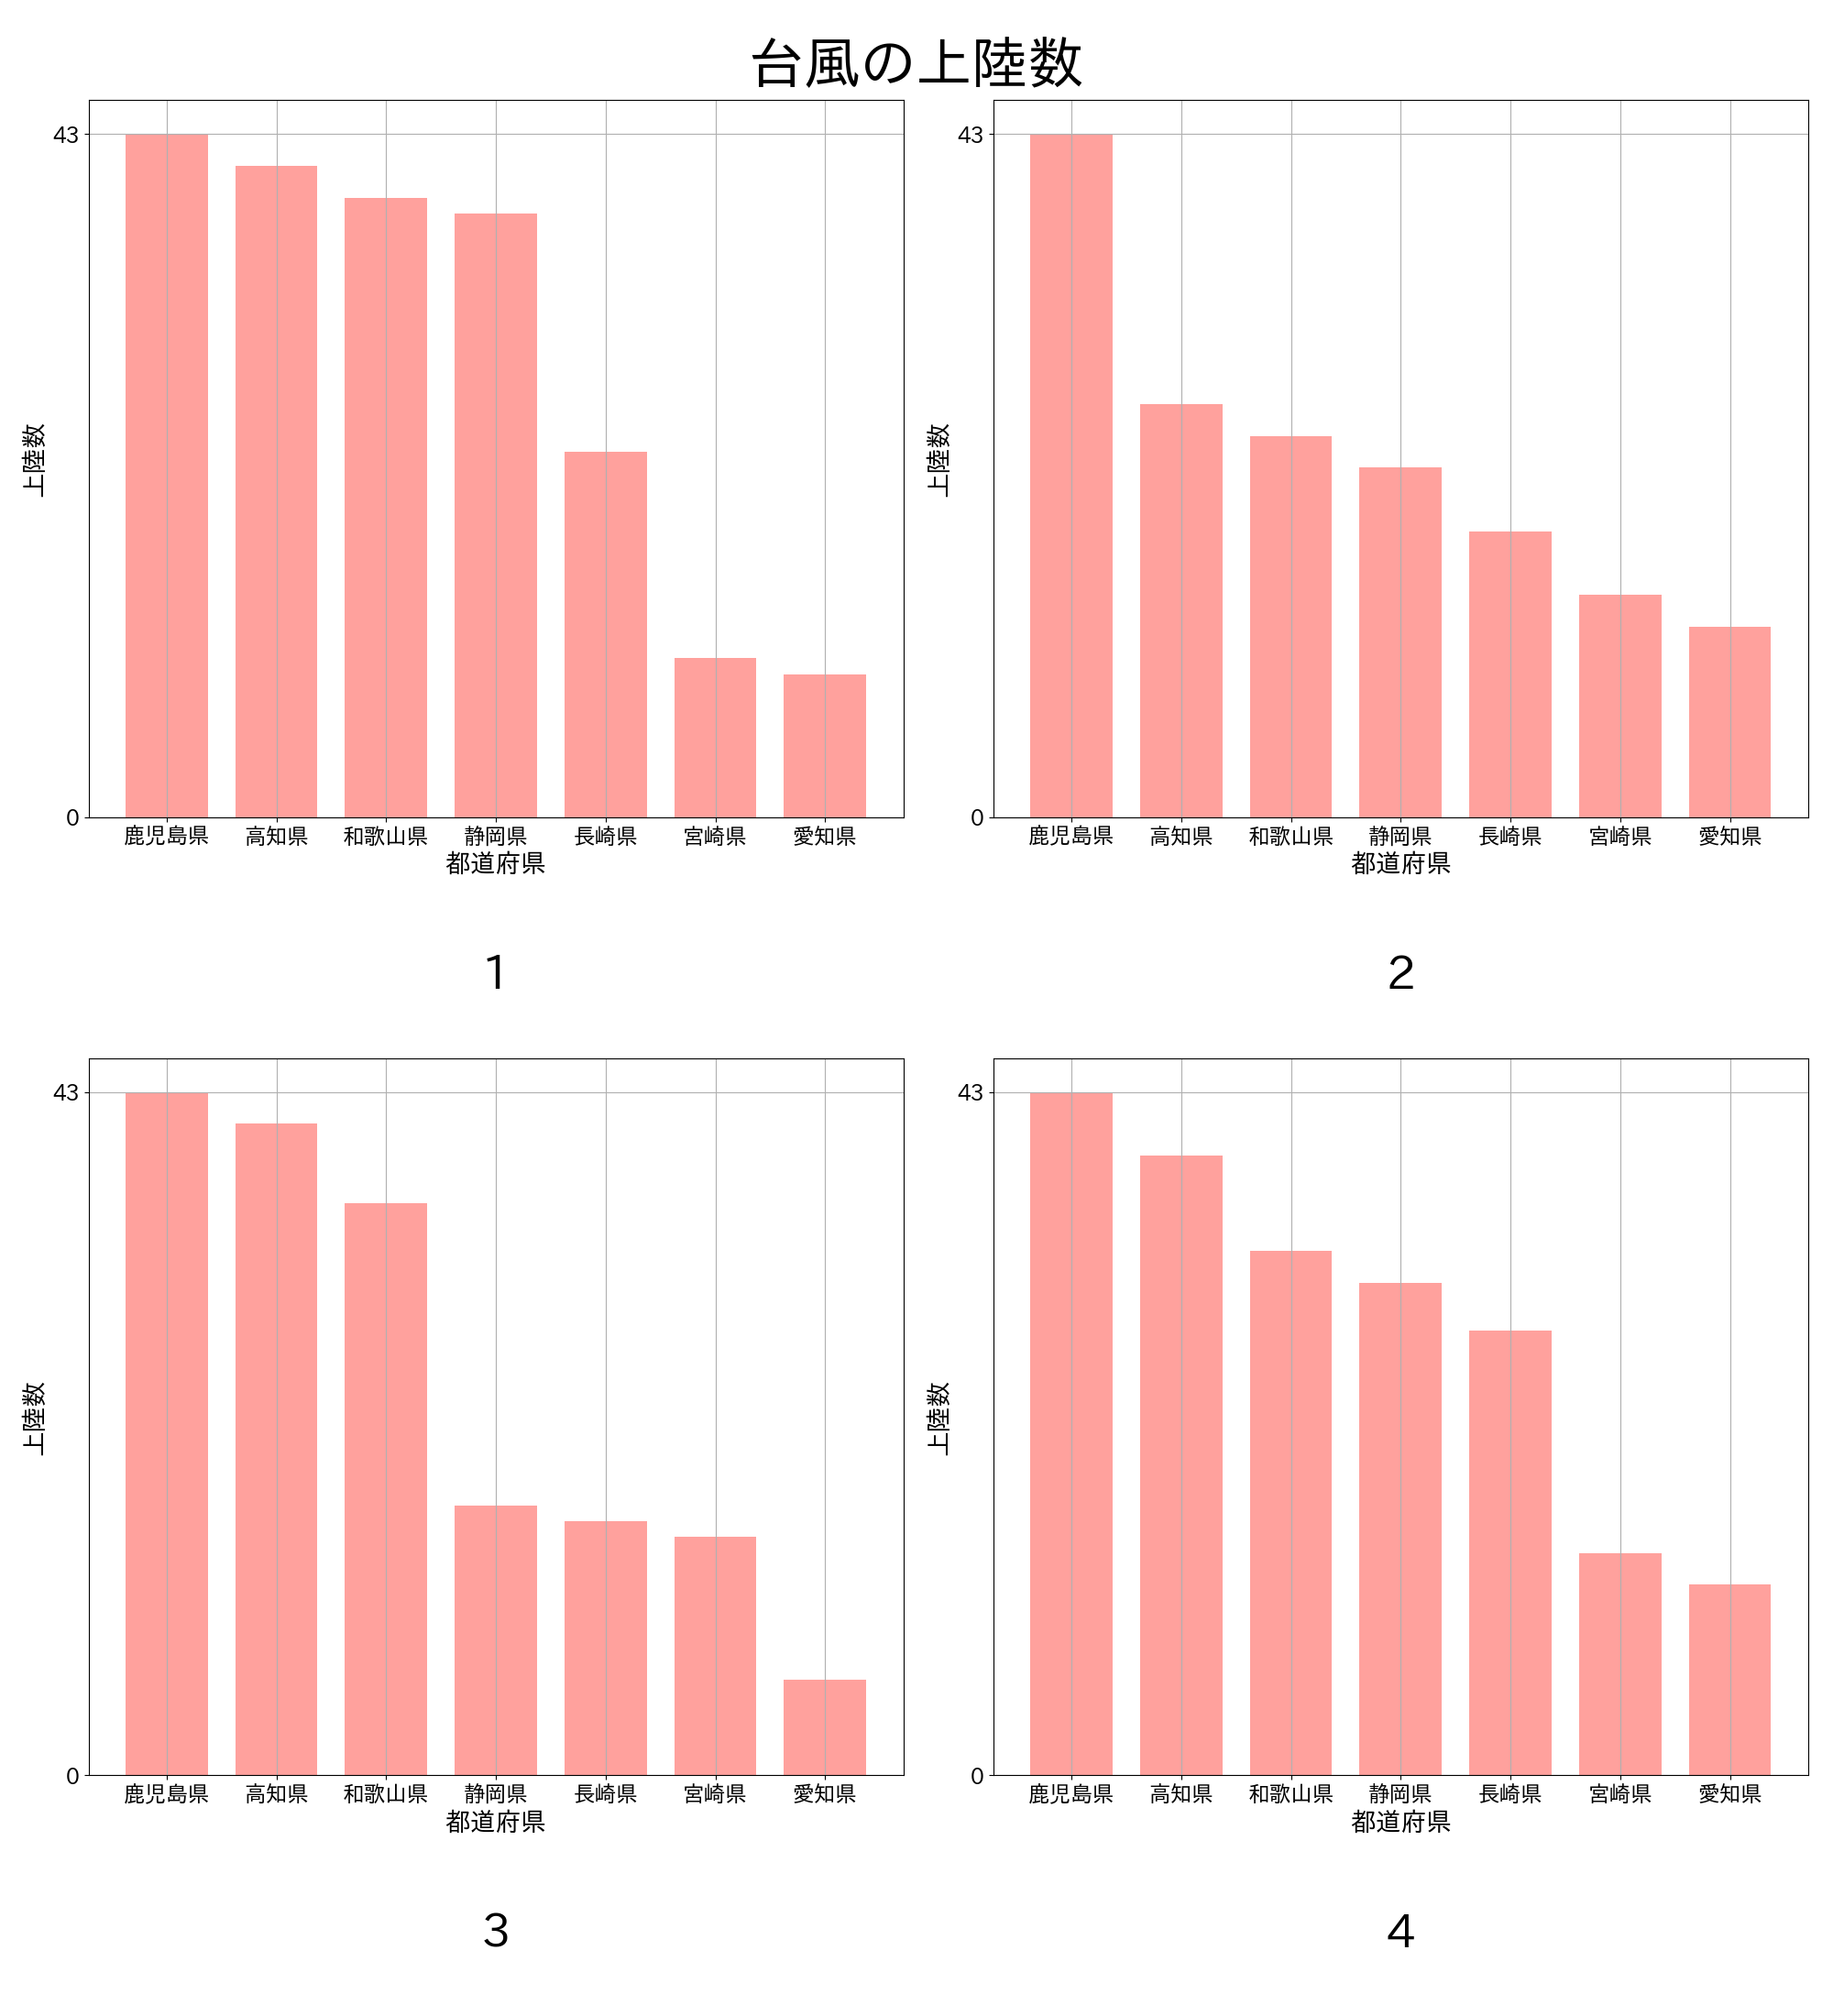 台風の上陸数
43
0
上陸数
鹿児島県 高知県 和歌山県 静岡県 長崎県 宮崎県 愛知県
都道府県
1
43
0
上陸数
鹿児島県 高知県 和歌山県 静岡県 長崎県 宮崎県 愛知県
都道府県
2
43
0
上陸数
鹿児島県 高知県 和歌山県 静岡県 長崎県 宮崎県 愛知県
都道府県
3
43
0
上陸数
鹿児島県 高知県 和歌山県 静岡県 長崎県 宮崎県 愛知県
都道府県
4